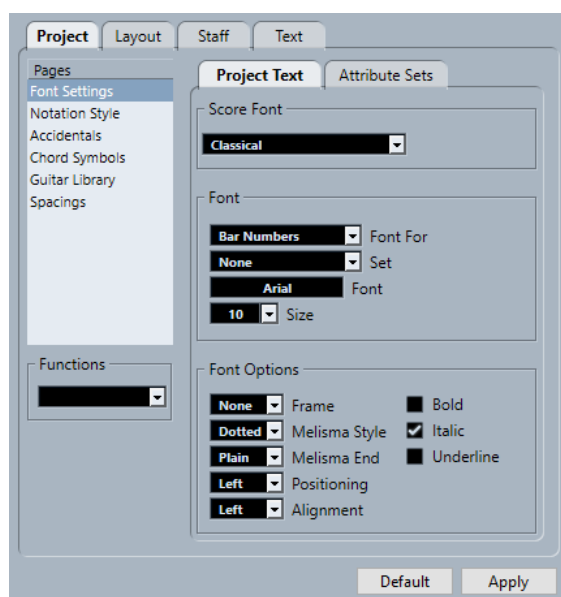 Project Layout Staff Text
Pages
Font Settings
Notation Style
Accidentals
Chord Symbols
Guitar Library
Spacings
Functions
Project Text Attribute Sets
Score Font
Classical
Font
Bar Numbers Font For
None Set
Arial Font
10 Size
Font Options
None Frame Bold
Dotted Melisma Style Italic
Plain Melisma End Underline
Left Positioning
Left Alignment
Default Apply